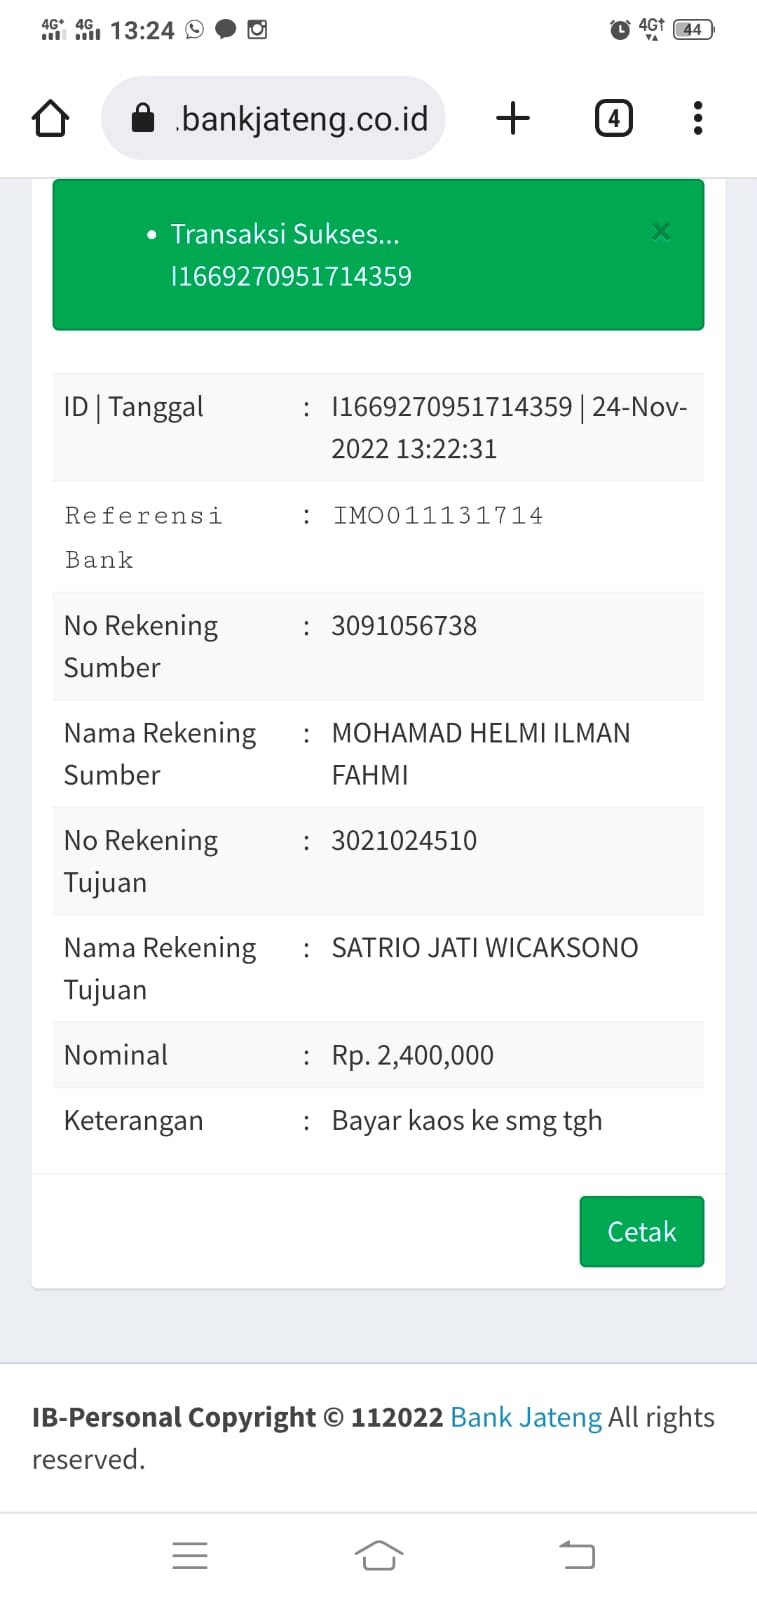 4G+ 4G 13:24 4G 44
.bankjateng.co.id 4
• Transaksi Sukses...
I1669270951714359
ID | Tanggal : I1669270951714359 | 24-Nov-
2022 13:22:31
Referensi : IMO011131714
Bank
No Rekening : 3091056738
Sumber
Nama Rekening : MOHAMAD HELMI ILMAN
Sumber FAHMI
No Rekening : 3021024510
Tujuan
Nama Rekening : SATRIO JATI WICAKSONO
Tujuan
Nominal : Rp. 2,400,000
Keterangan : Bayar kaos ke smg tgh
Cetak
IB-Personal Copyright © 112022 Bank Jateng All rights
reserved.